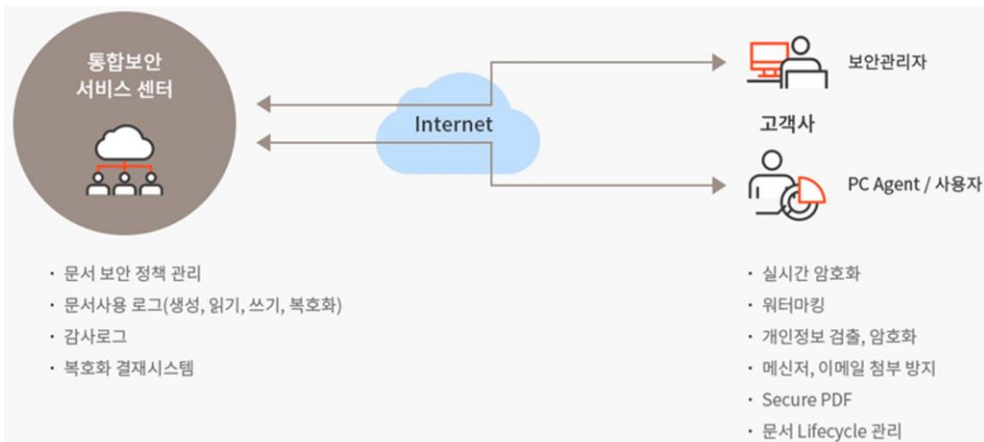 통합보안
서비스 센터
Internet
보안관리자
고객사
PC Agent / 사용자
· 문서 보안 정책 관리
· 문서사용 로그(생성, 읽기, 쓰기, 복호화)
· 감사로그
· 복호화 결재시스템
· 실시간 암호화
· 워터마킹
· 개인정보 검출, 암호화
· 메신저, 이메일 첨부 방지
· Secure PDF
· 문서 Lifecycle 관리